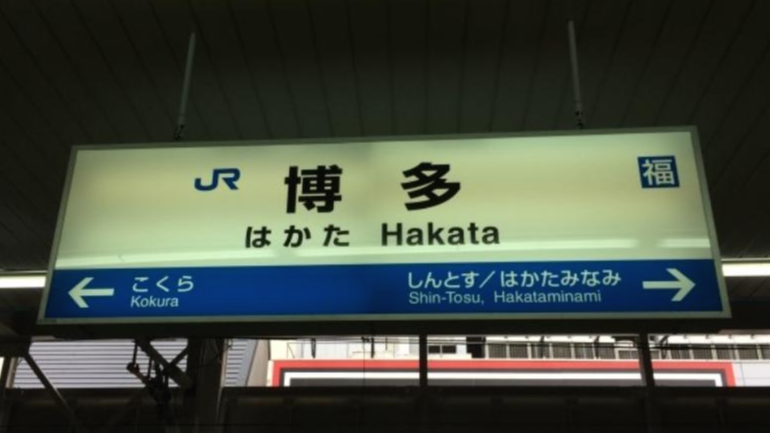 JR 博多 福
はかた Hakata
← こくら しんとす/はかたみなみ →
Kokura Shin-Tosu, Hakataminami